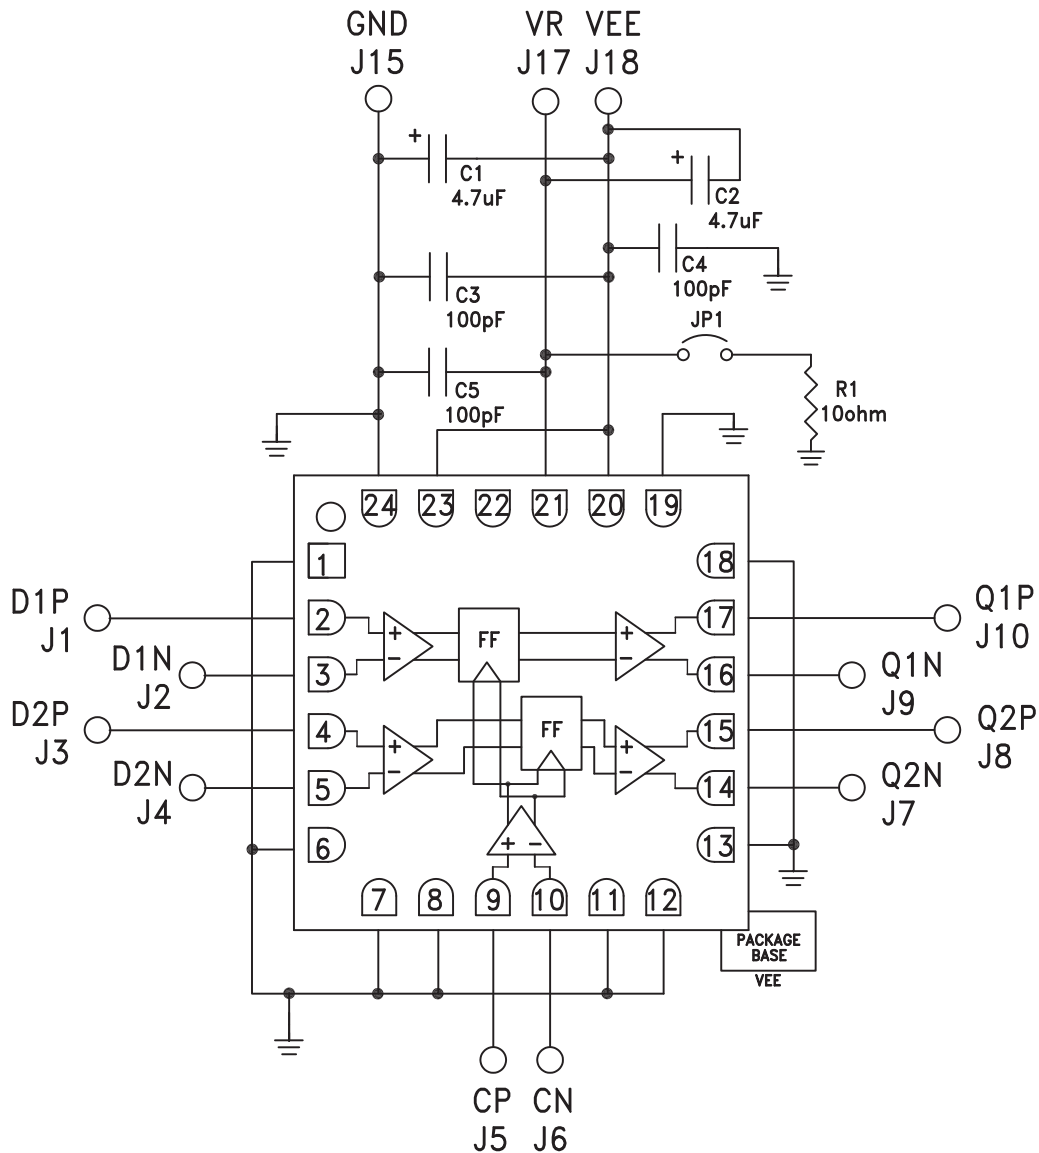 GND
J15
VR
J17
VEE
J18
+
C1
4.7uF
+
C2
4.7uF
C4
100pF
C3
100pF
JP1
C5
100pF
R1
10ohm
24 23 22 21 20 19
1
18
D1P
J1
2
+
−
FF
+
−
17
Q1P
J10
D1N
J2
3
16
Q1N
J9
D2P
J3
4
+
−
FF
+
−
15
Q2P
J8
D2N
J4
5
14
Q2N
J7
6
+ −
13
7 8 9 10 11 12
PACKAGE
BASE
VEE
CP
J5
CN
J6